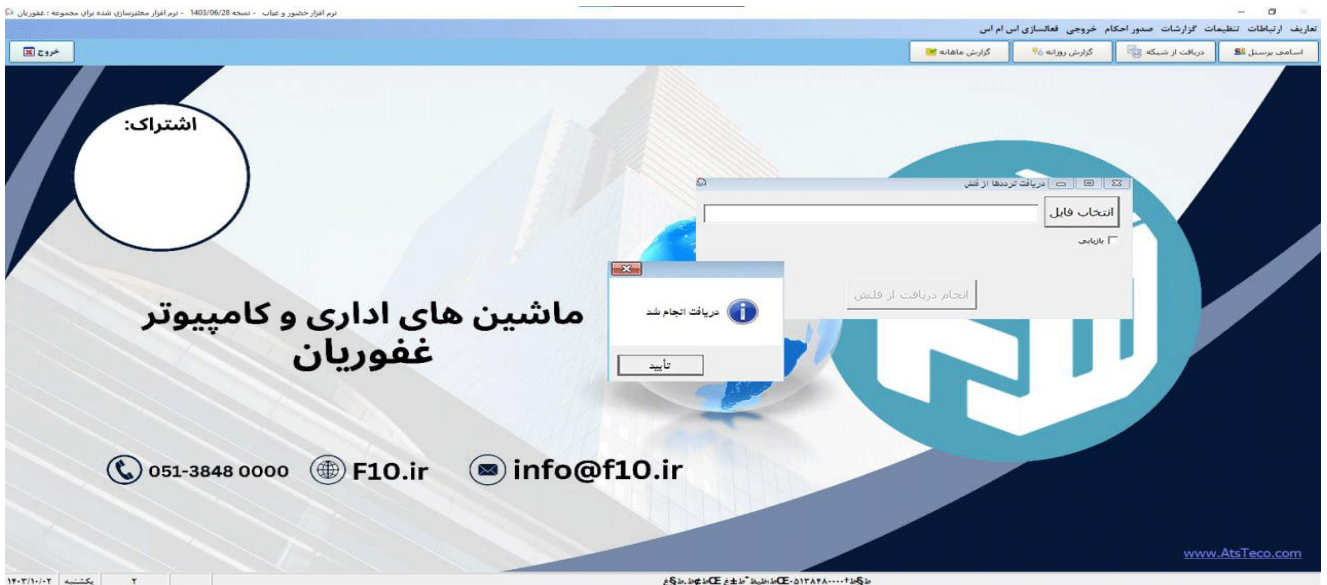 نرم افزار حضور و غیاب - نسخه 1403/06/28 - نرم افزار معتبرسازی شده برای مجموعه : غفوریان
تعاریف ارتباطات تنظیمات گزارشات صدور احکام خروجی فعالسازی اس ام اس
اسامی پرسنل دریافت از شبکه گزارش روزانه گزارش ماهانه خروج
اشتراک:
دریافت ترددها از فلش
انتخاب فایل
بازیابی
انجام دریافت از فلش
دریافت انجام شد
تأیید
ماشین های اداری و کامپیوتر
غفوریان
051-3848 0000 F10.ir info@f10.ir
www.AtsTeco.com
۱۴۰۳/۱۰/۰۲ یکشنبه ۲